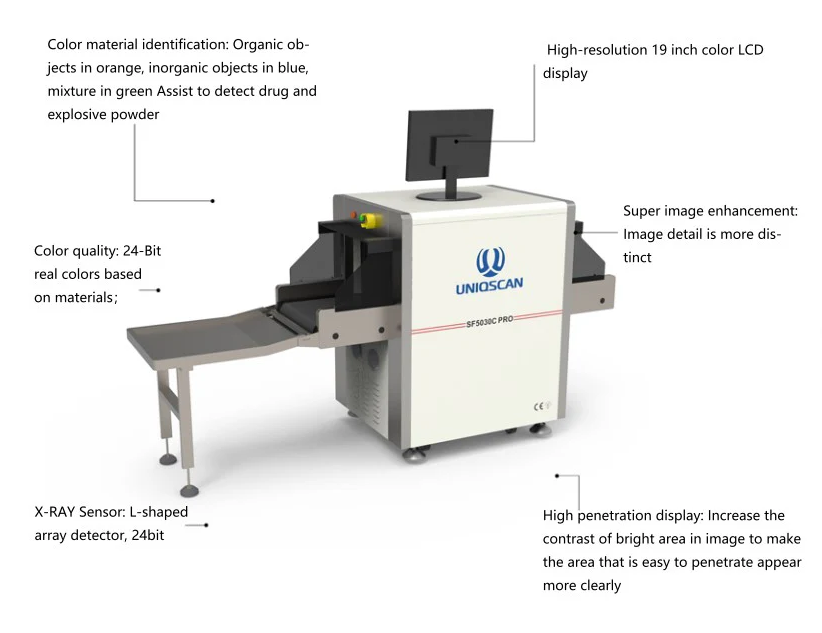 Color material identification: Organic ob-
jects in orange, inorganic objects in blue,
mixture in green Assist to detect drug and
explosive powder
High-resolution 19 inch color LCD
display
Super image enhancement:
Image detail is more dis-
tinct
Color quality: 24-Bit
real colors based
on materials;
UNIQSCAN
SF5030C PRO
CE
X-RAY Sensor: L-shaped
array detector, 24bit
High penetration display: Increase the
contrast of bright area in image to make
the area that is easy to penetrate appear
more clearly